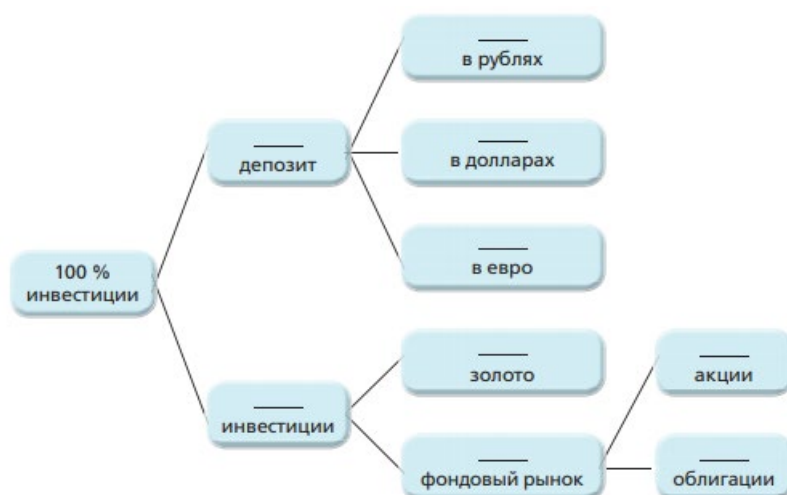 в рублях
депозит
в долларах
в евро
100 %
инвестиции
золото
акции
инвестиции
фондовый рынок
облигации